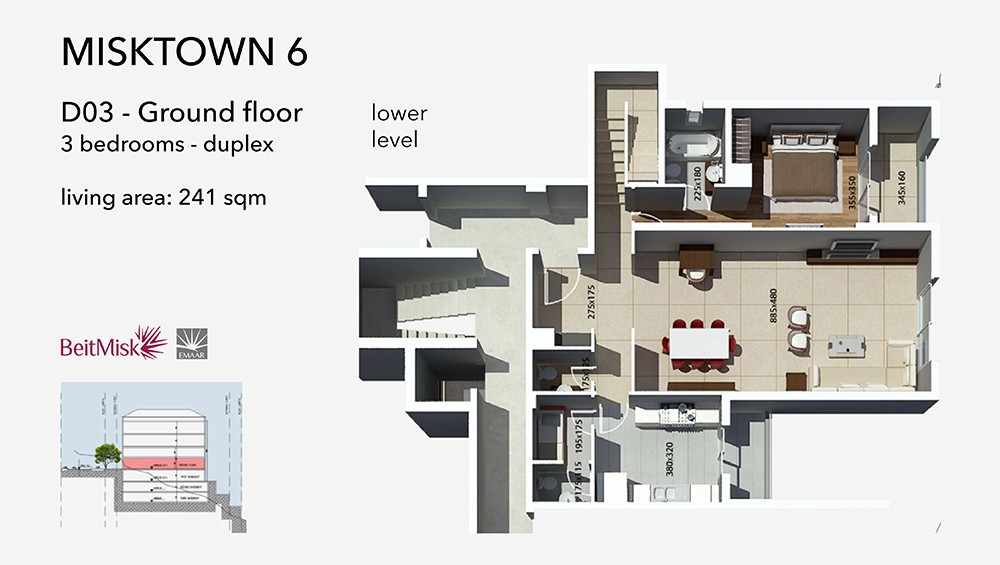 MISKTOWN 6
D03 - Ground floor
3 bedrooms - duplex
living area: 241 sqm
lower
level
BeitMisk
EMAAR
225x180
355x350
345x160
275x175
885x480
175x125
195x175
175x115
380x320